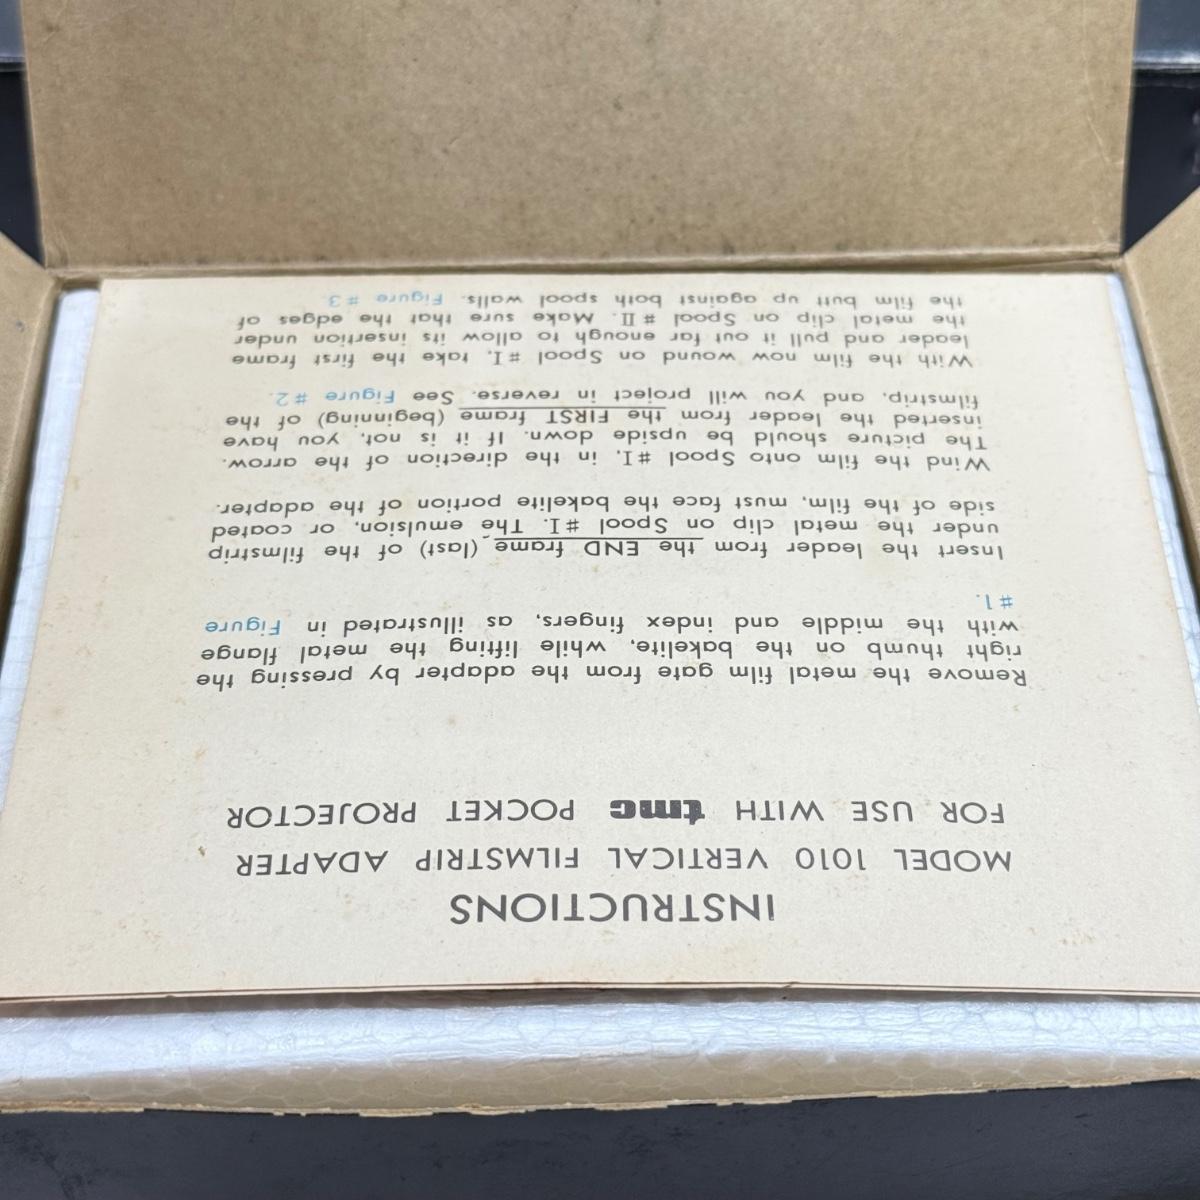 INSTRUCTIONS
MODEL 1010 VERTICAL FILMSTRIP ADAPTER
FOR USE WITH tmc POCKET PROJECTOR
Remove the metal film gate from the adapter by pressing the
right thumb on the bakelite, while lifting the metal flange
with the middle and index fingers, as illustrated in Figure
#1.
Insert the leader from the END frame (last) of the filmstrip
under the metal clip on Spool #I. The emulsion, or coated
side of the film, must face the bakelite portion of the adapter.
Wind the film onto Spool #I, in the direction of the arrow.
The picture should be upside down. If it is not, you have
inserted the leader from the FIRST frame (beginning) of the
filmstrip, and you will project in reverse. See Figure #2.
With the film now wound on Spool #I, take the first frame
leader and pull it out far enough to allow its insertion under
the metal clip on Spool #II. Make sure that the edges of
the film butt up against both spool walls. Figure #3.